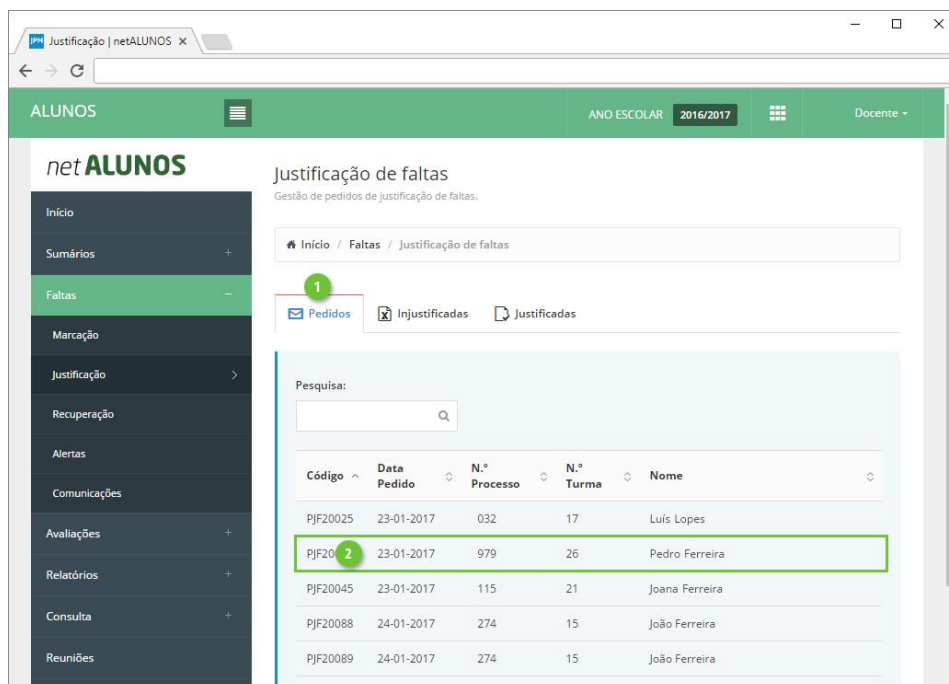 JPM Justificação | netALUNOS
ALUNOS ANO ESCOLAR 2016/2017 Docente
net ALUNOS
Justificação de faltas
Gestão de pedidos de justificação de faltas.
Início
Início / Faltas / Justificação de faltas
Sumários +
1
Faltas −
Pedidos Injustificadas Justificadas
Marcação
Justificação
Pesquisa:
Recuperação
Alertas
Comunicações
Código Data Pedido N.º Processo N.º Turma Nome
PJF20025 23-01-2017 032 17 Luís Lopes
Avaliações +
PJF20 2 23-01-2017 979 26 Pedro Ferreira
Relatórios +
PJF20045 23-01-2017 115 21 Joana Ferreira
Consulta +
PJF20088 24-01-2017 274 15 João Ferreira
Reuniões
PJF20089 24-01-2017 274 15 João Ferreira